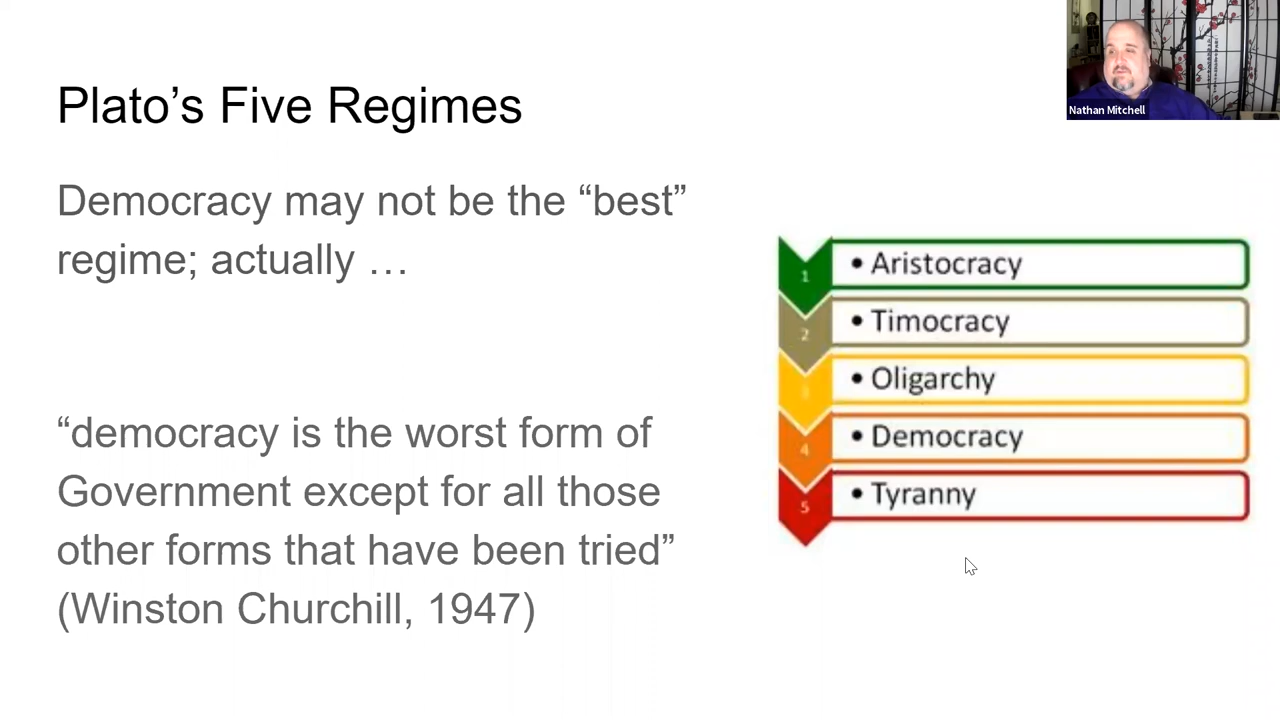 Nathan Mitchell
Plato’s Five Regimes
Democracy may not be the “best”
regime; actually …
“democracy is the worst form of
Government except for all those
other forms that have been tried”
(Winston Churchill, 1947)
1 • Aristocracy
2 • Timocracy
3 • Oligarchy
4 • Democracy
5 • Tyranny